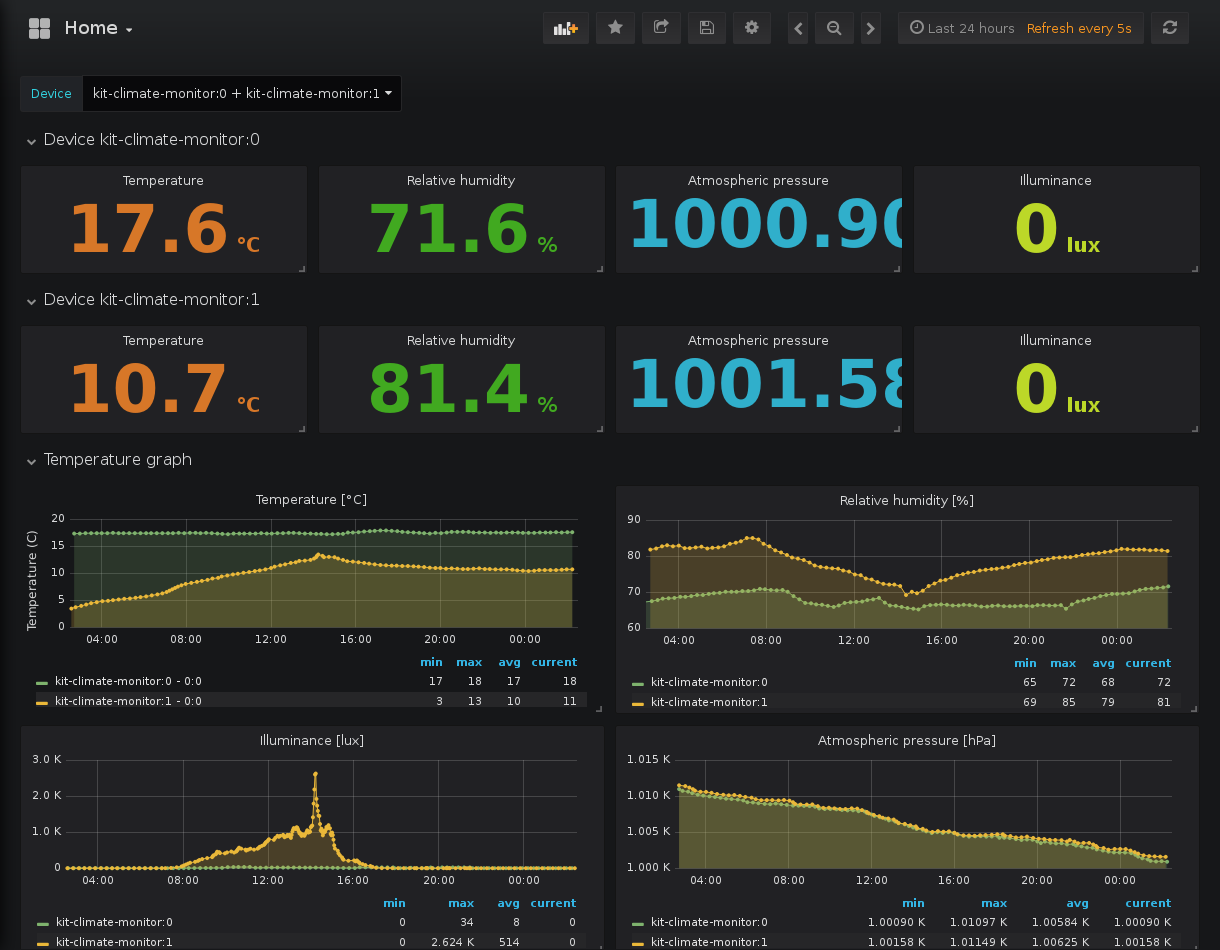 Home
Last 24 hours Refresh every 5s
Device kit-climate-monitor:0 + kit-climate-monitor:1
Device kit-climate-monitor:0
Temperature Relative humidity Atmospheric pressure Illuminance
17.6 °C 71.6 % 1000.90 0 lux
Device kit-climate-monitor:1
Temperature Relative humidity Atmospheric pressure Illuminance
10.7 °C 81.4 % 1001.58 0 lux
Temperature graph
Temperature [°C]
Temperature (C)
20
15
10
5
0
04:00 08:00 12:00 16:00 20:00 00:00
min max avg current
kit-climate-monitor:0 - 0:0 17 18 17 18
kit-climate-monitor:1 - 0:0 3 13 10 11
Relative humidity [%]
90
80
70
60
04:00 08:00 12:00 16:00 20:00 00:00
min max avg current
kit-climate-monitor:0 65 72 68 72
kit-climate-monitor:1 69 85 79 81
Illuminance [lux]
3.0 K
2.0 K
1.0 K
0
04:00 08:00 12:00 16:00 20:00 00:00
min max avg current
kit-climate-monitor:0 0 34 8 0
kit-climate-monitor:1 0 2.624 K 514 0
Atmospheric pressure [hPa]
1.015 K
1.010 K
1.005 K
1.000 K
04:00 08:00 12:00 16:00 20:00 00:00
min max avg current
kit-climate-monitor:0 1.00090 K 1.01097 K 1.00584 K 1.00090 K
kit-climate-monitor:1 1.00158 K 1.01149 K 1.00625 K 1.00158 K